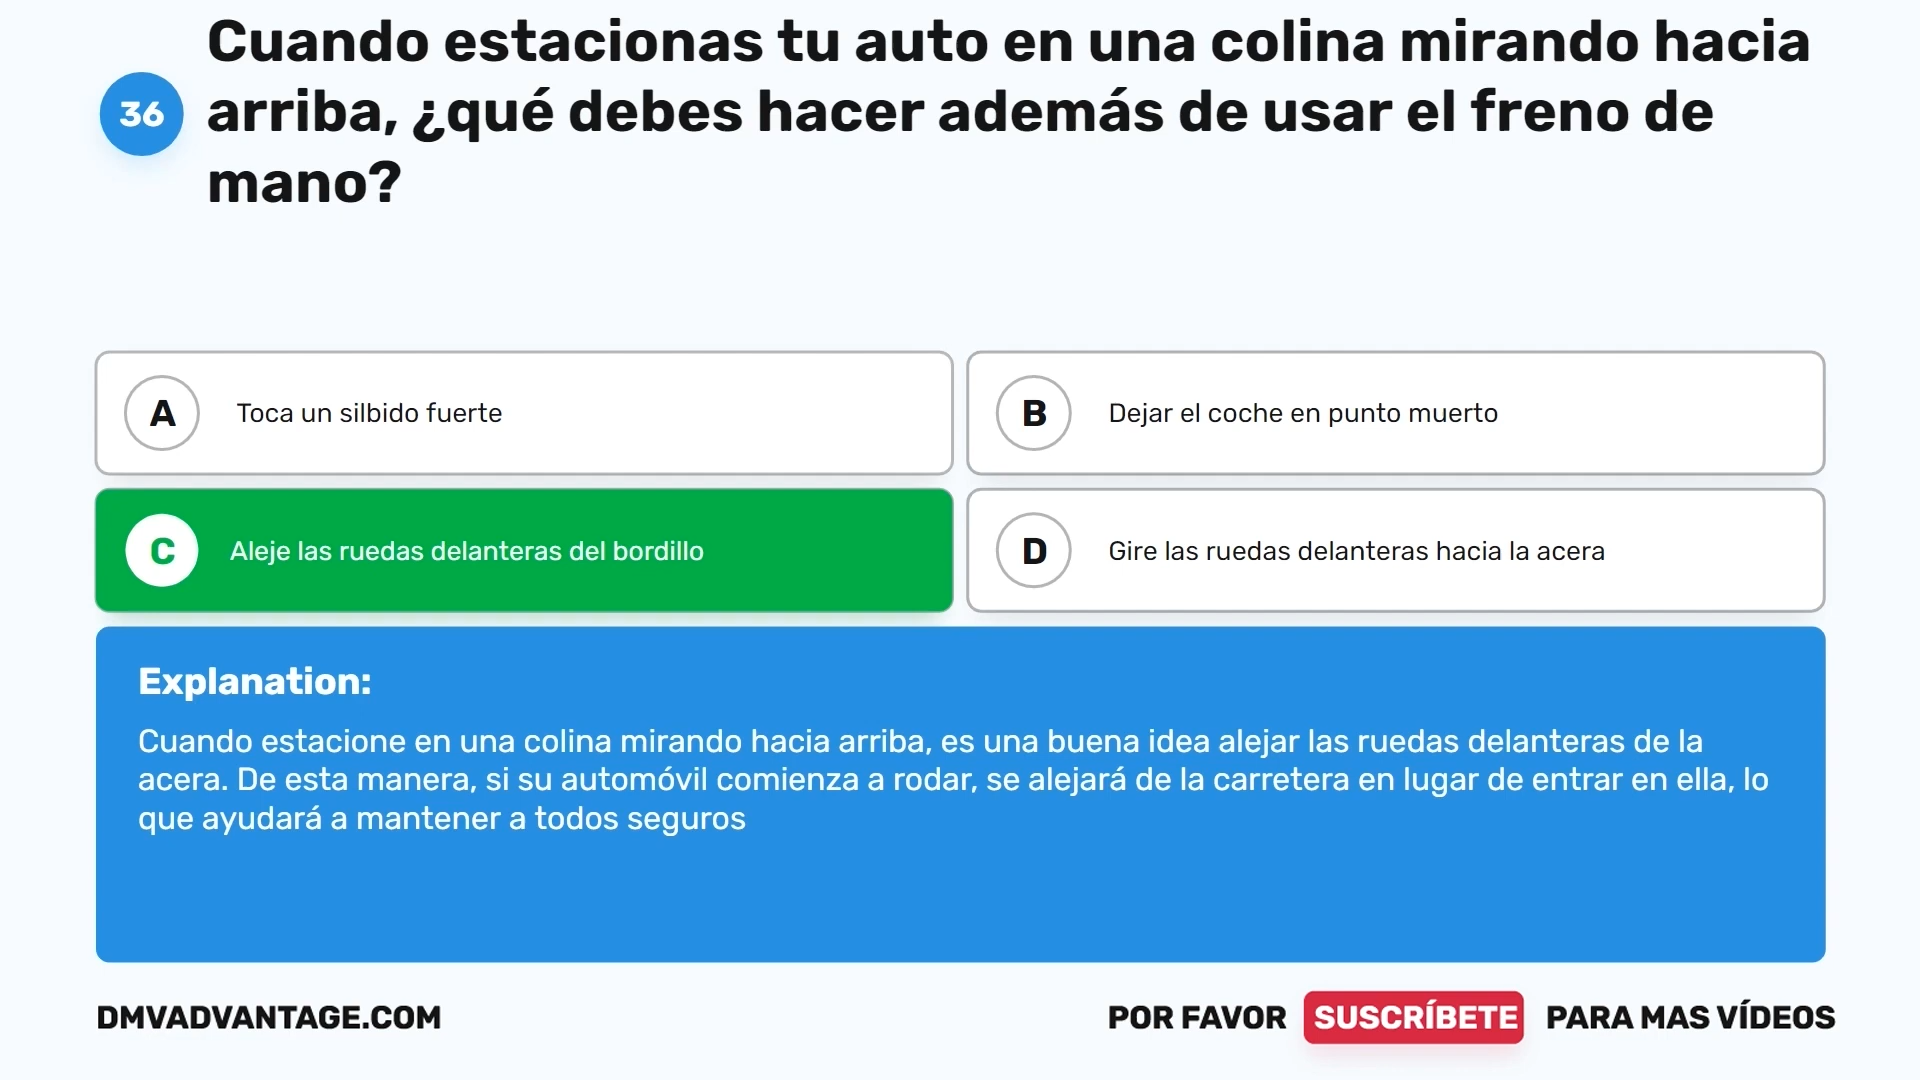 36
Cuando estacionas tu auto en una colina mirando hacia
arriba, ¿qué debes hacer además de usar el freno de
mano?
A Toca un silbido fuerte
B Dejar el coche en punto muerto
C Aleje las ruedas delanteras del bordillo
D Gire las ruedas delanteras hacia la acera
Explanation:
Cuando estacione en una colina mirando hacia arriba, es una buena idea alejar las ruedas delanteras de la
acera. De esta manera, si su automóvil comienza a rodar, se alejará de la carretera en lugar de entrar en ella, lo
que ayudará a mantener a todos seguros
DMVADVANTAGE.COM
POR FAVOR SUSCRÍBETE PARA MAS VÍDEOS